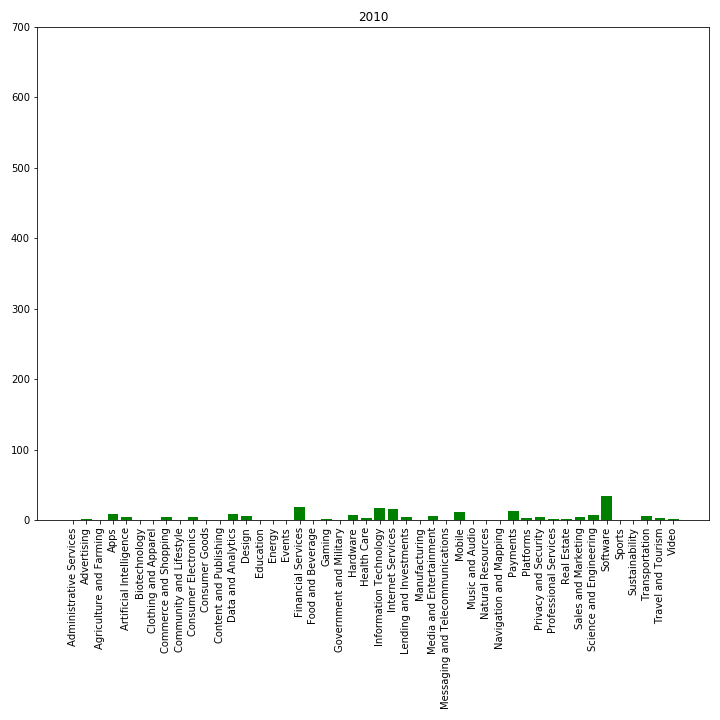 2010
700
600
500
400
300
200
100
0
Administrative Services
Advertising
Agriculture and Farming
Apps
Artificial Intelligence
Biotechnology
Clothing and Apparel
Commerce and Shopping
Community and Lifestyle
Consumer Electronics
Consumer Goods
Content and Publishing
Data and Analytics
Design
Education
Energy
Events
Financial Services
Food and Beverage
Gaming
Government and Military
Hardware
Health Care
Information Technology
Internet Services
Lending and Investments
Manufacturing
Media and Entertainment
Messaging and Telecommunications
Mobile
Music and Audio
Natural Resources
Navigation and Mapping
Payments
Platforms
Privacy and Security
Professional Services
Real Estate
Sales and Marketing
Science and Engineering
Software
Sports
Sustainability
Transportation
Travel and Tourism
Video